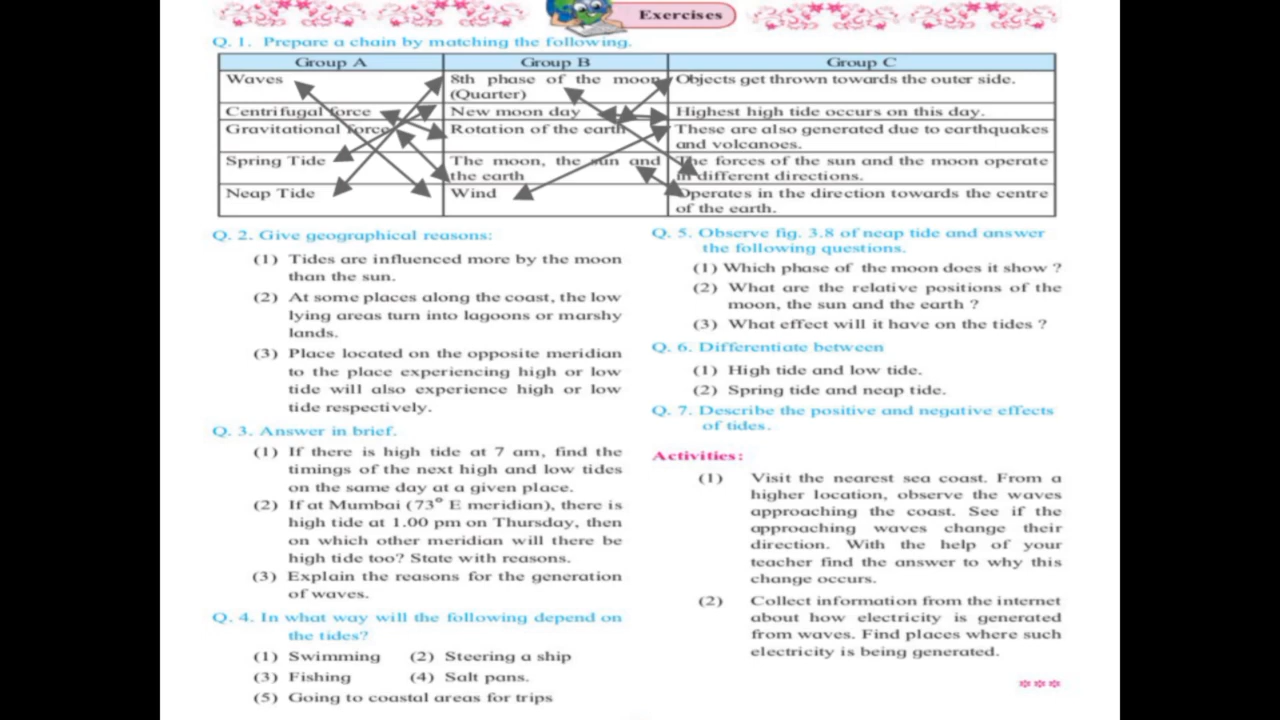 Exercises
Q. 1. Prepare a chain by matching the following.
Group A Group B Group C
Waves 8th phase of the moon Objects get thrown towards the outer side.
(Quarter)
Centrifugal force New moon day Highest high tide occurs on this day.
Gravitational force Rotation of the earth These are also generated due to earthquakes
and volcanoes.
Spring Tide The moon, the sun and The forces of the sun and the moon operate
the earth in different directions.
Neap Tide Wind Operates in the direction towards the centre
of the earth.
Q. 2. Give geographical reasons:
(1) Tides are influenced more by the moon
than the sun.
(2) At some places along the coast, the low
lying areas turn into lagoons or marshy
lands.
(3) Place located on the opposite meridian
to the place experiencing high or low
tide will also experience high or low
tide respectively.
Q. 3. Answer in brief.
(1) If there is high tide at 7 am, find the
timings of the next high and low tides
on the same day at a given place.
(2) If at Mumbai (73° E meridian), there is
high tide at 1.00 pm on Thursday, then
on which other meridian will there be
high tide too? State with reasons.
(3) Explain the reasons for the generation
of waves.
Q. 4. In what way will the following depend on
the tides?
(1) Swimming (2) Steering a ship
(3) Fishing (4) Salt pans.
(5) Going to coastal areas for trips
Q. 5. Observe fig. 3.8 of neap tide and answer
the following questions.
(1) Which phase of the moon does it show ?
(2) What are the relative positions of the
moon, the sun and the earth ?
(3) What effect will it have on the tides ?
Q. 6. Differentiate between
(1) High tide and low tide.
(2) Spring tide and neap tide.
Q. 7. Describe the positive and negative effects
of tides.
Activities:
(1) Visit the nearest sea coast. From a
higher location, observe the waves
approaching the coast. See if the
approaching waves change their
direction. With the help of your
teacher find the answer to why this
change occurs.
(2) Collect information from the internet
about how electricity is generated
from waves. Find places where such
electricity is being generated.
***